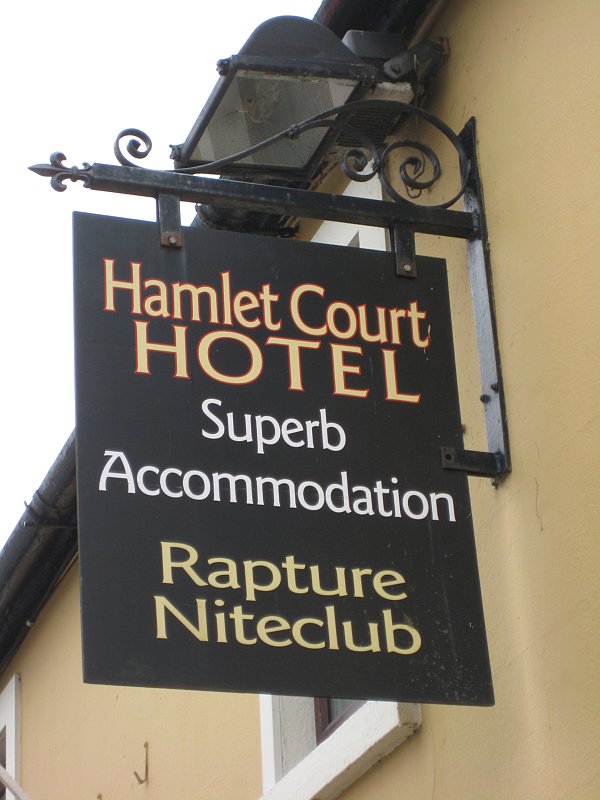 Hamlet Court
HOTEL
Superb
Accommodation
Rapture
Niteclub